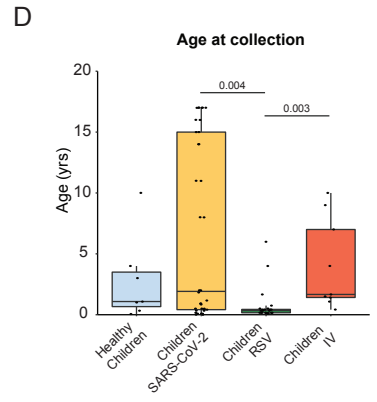 D
Age at collection
0.004
0.003
Age (yrs)
20
15
10
5
0
Healthy
Children
Children
SARS-CoV-2
Children
RSV
Children
IV